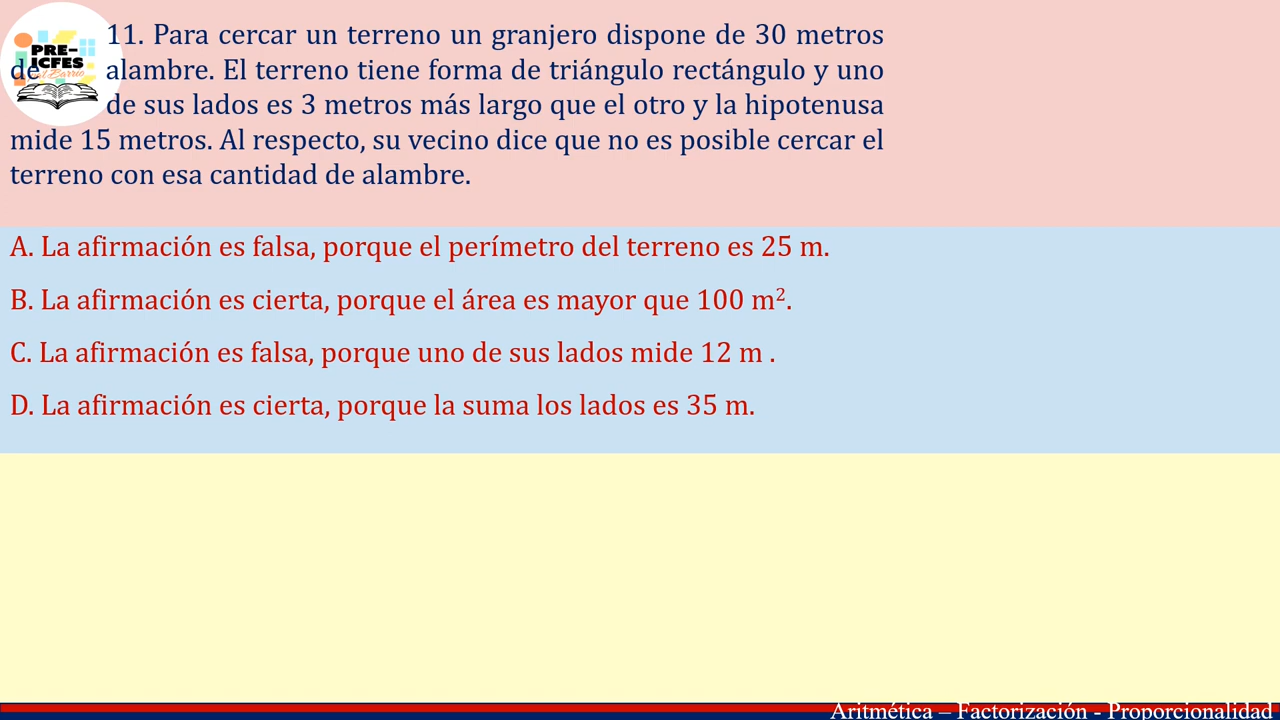 PRE-
ICFES
en el Barrio
11. Para cercar un terreno un granjero dispone de 30 metros
de alambre. El terreno tiene forma de triángulo rectángulo y uno
de sus lados es 3 metros más largo que el otro y la hipotenusa
mide 15 metros. Al respecto, su vecino dice que no es posible cercar el
terreno con esa cantidad de alambre.
A. La afirmación es falsa, porque el perímetro del terreno es 25 m.
B. La afirmación es cierta, porque el área es mayor que 100 m².
C. La afirmación es falsa, porque uno de sus lados mide 12 m .
D. La afirmación es cierta, porque la suma los lados es 35 m.
Aritmética – Factorización - Proporcionalidad